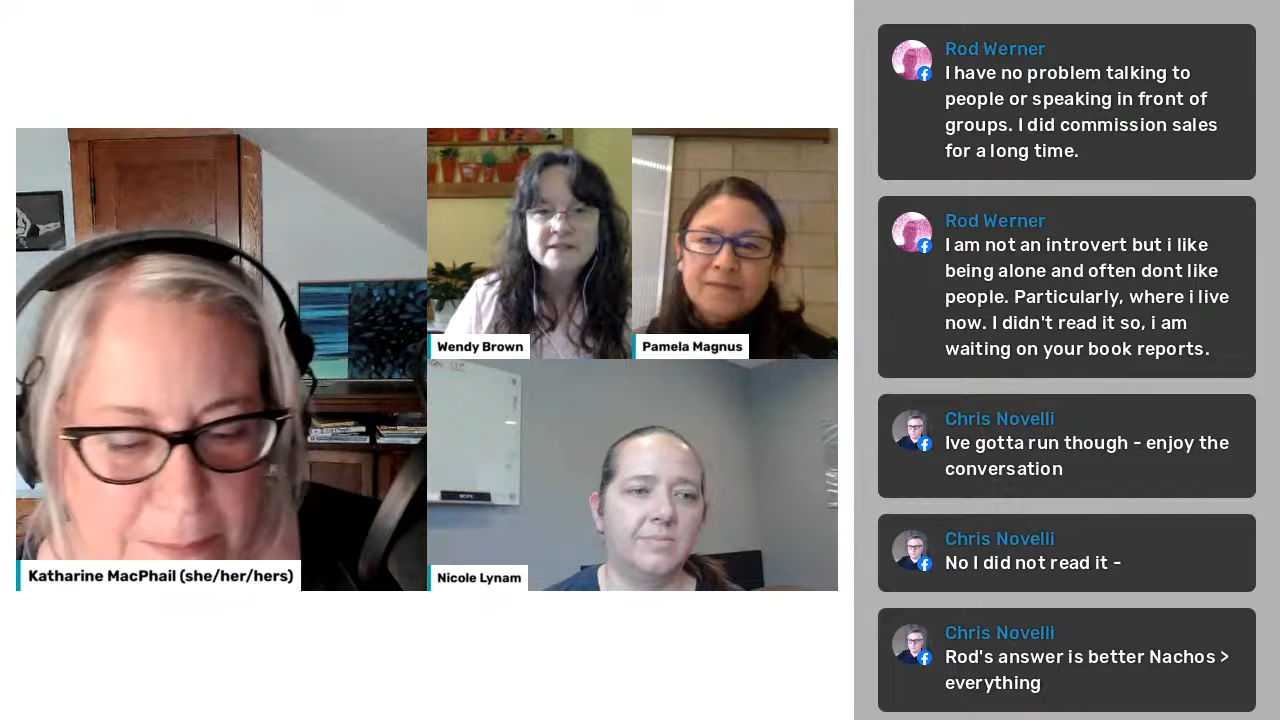 Katharine MacPhail (she/her/hers)
Wendy Brown
Pamela Magnus
Nicole Lynam
Rod Werner
I have no problem talking to
people or speaking in front of
groups. I did commission sales
for a long time.
Rod Werner
I am not an introvert but i like
being alone and often dont like
people. Particularly, where i live
now. I didn't read it so, i am
waiting on your book reports.
Chris Novelli
Ive gotta run though - enjoy the
conversation
Chris Novelli
No I did not read it -
Chris Novelli
Rod's answer is better Nachos >
everything